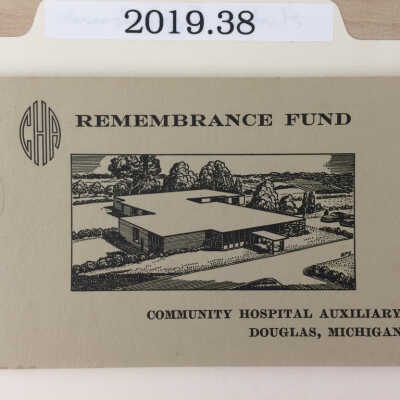 2019.38
CHA
REMEMBRANCE FUND
COMMUNITY HOSPITAL AUXILIARY
DOUGLAS, MICHIGAN